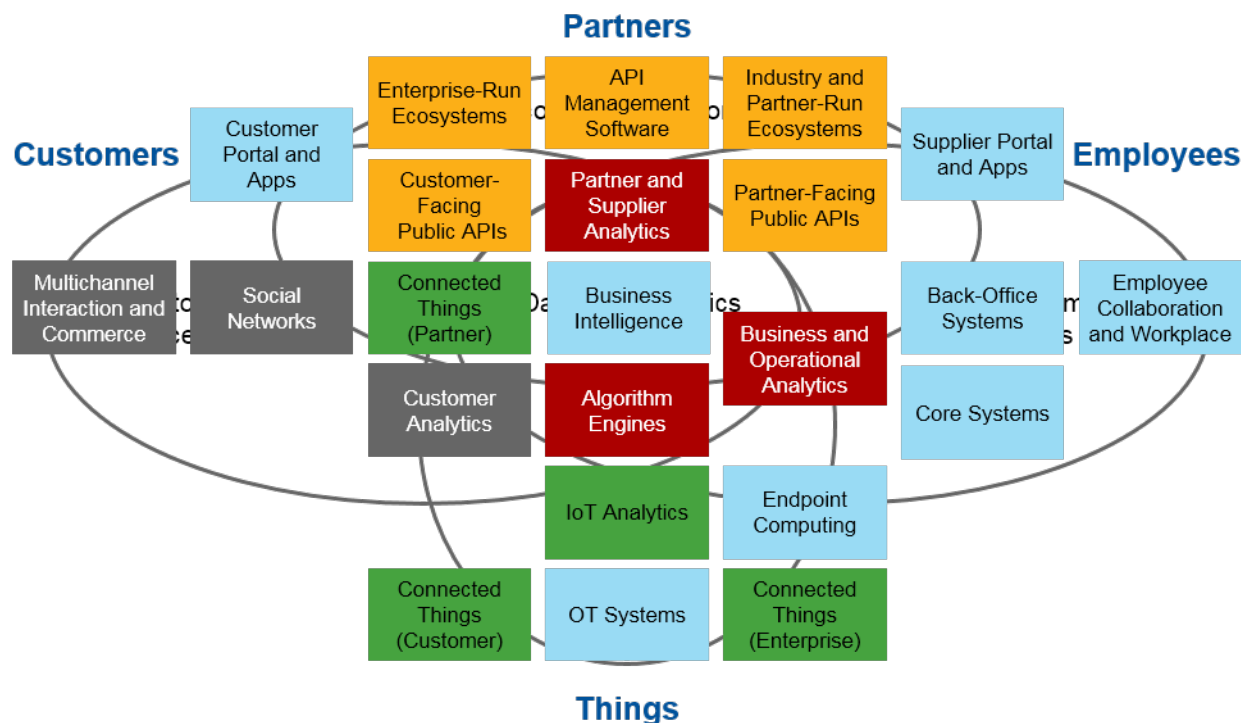 Partners
Enterprise-Run
Ecosystems
API
Management
Software
Industry and
Partner-Run
Ecosystems
Customers
Customer
Portal and
Apps
Supplier Portal
and Apps
Employees
Customer-
Facing
Public APIs
Partner and
Supplier
Analytics
Partner-Facing
Public APIs
Multichannel
Interaction and
Commerce
Social
Networks
Connected
Things
(Partner)
Business
Intelligence
Business and
Operational
Analytics
Back-Office
Systems
Employee
Collaboration
and Workplace
Customer
Analytics
Algorithm
Engines
Core Systems
IoT Analytics
Endpoint
Computing
Connected
Things
(Customer)
OT Systems
Connected
Things
(Enterprise)
Things